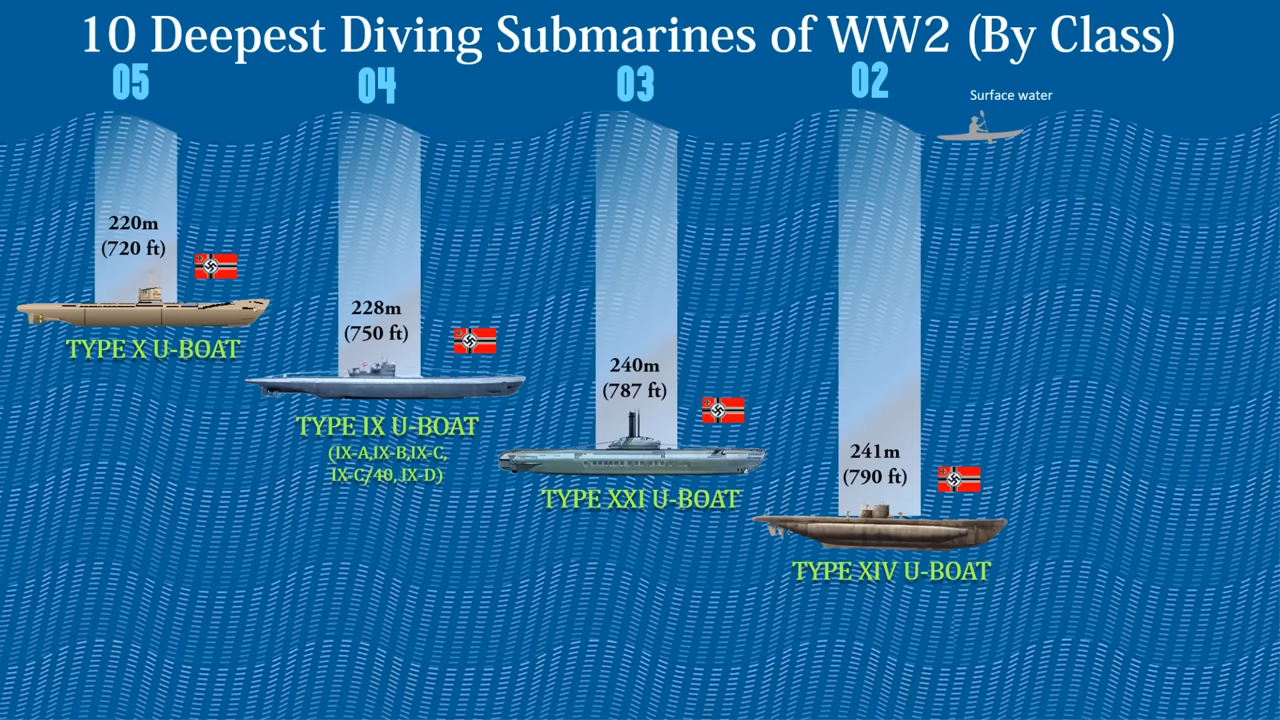 10 Deepest Diving Submarines of WW2 (By Class)
05
04
03
02
Surface water
220m
(720 ft)
TYPE X U-BOAT
228m
(750 ft)
TYPE IX U-BOAT
(IX-A,IX-B,IX-C,
IX-C/40, IX-D)
240m
(787 ft)
TYPE XXI U-BOAT
241m
(790 ft)
TYPE XIV U-BOAT